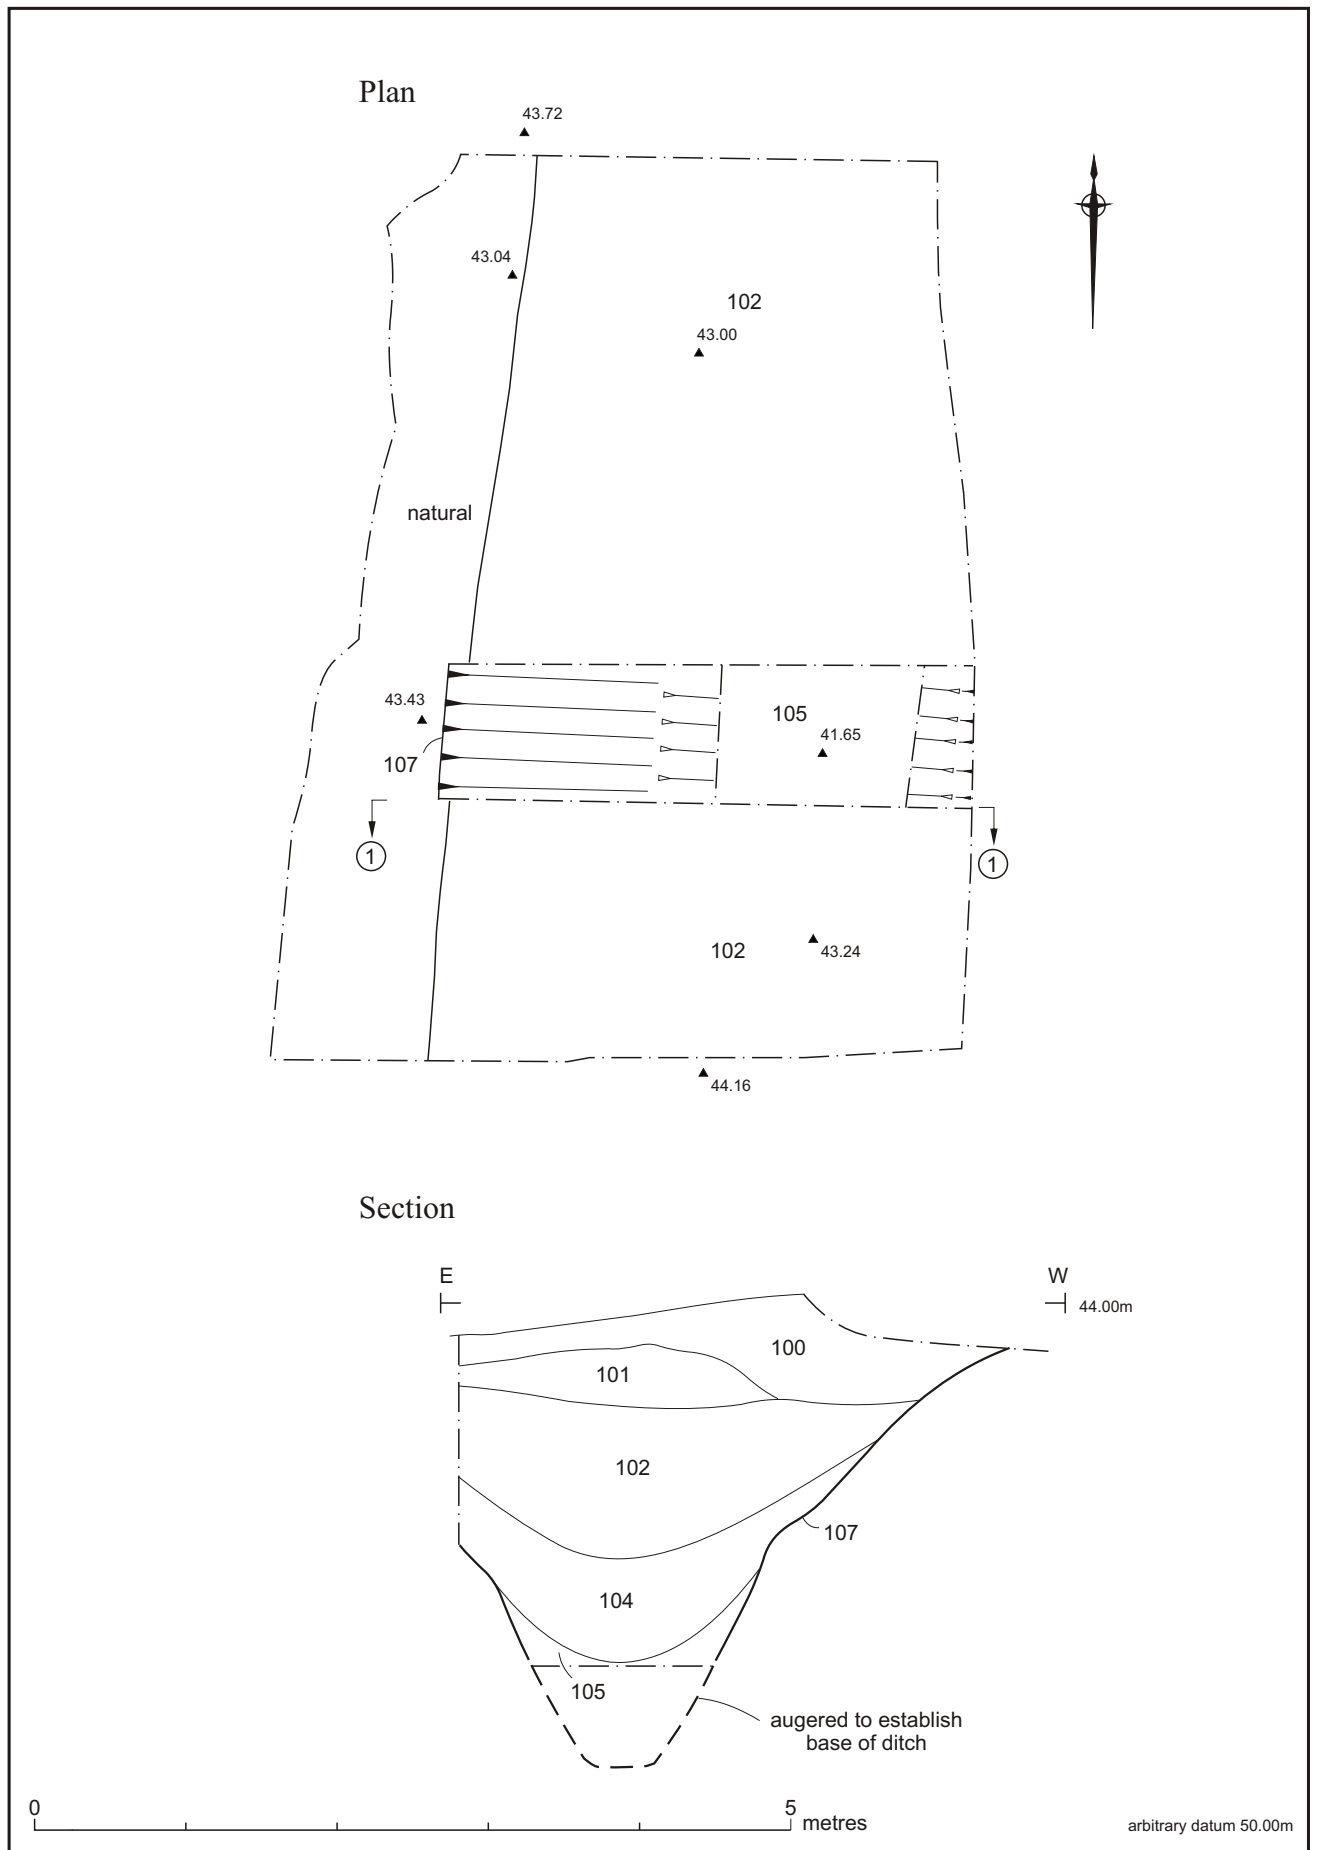 Plan
43.72
43.04
102
43.00
natural
43.43
105
41.65
107
1
1
102
43.24
44.16
Section
E
W
44.00m
100
101
102
107
104
105
augered to establish
base of ditch
0
5
metres
arbitrary datum 50.00m